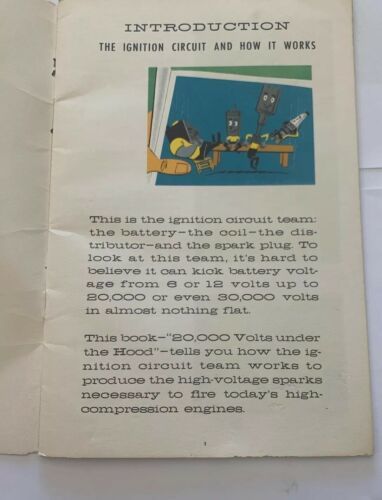 INTRODUCTION
THE IGNITION CIRCUIT AND HOW IT WORKS
This is the ignition circuit team:
the battery—the coil—the dis-
tributor—and the spark plug. To
look at this team, it's hard to
believe it can kick battery volt-
age from 6 or 12 volts up to
20,000 or even 30,000 volts
in almost nothing flat.
This book—"20,000 Volts under
the Hood"—tells you how the ig-
nition circuit team works to
produce the high-voltage sparks
necessary to fire today's high-
compression engines.
1